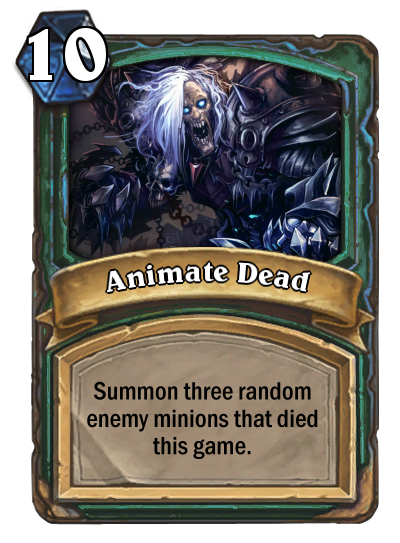 10
Animate Dead
Summon three random
enemy minions that died
this game.